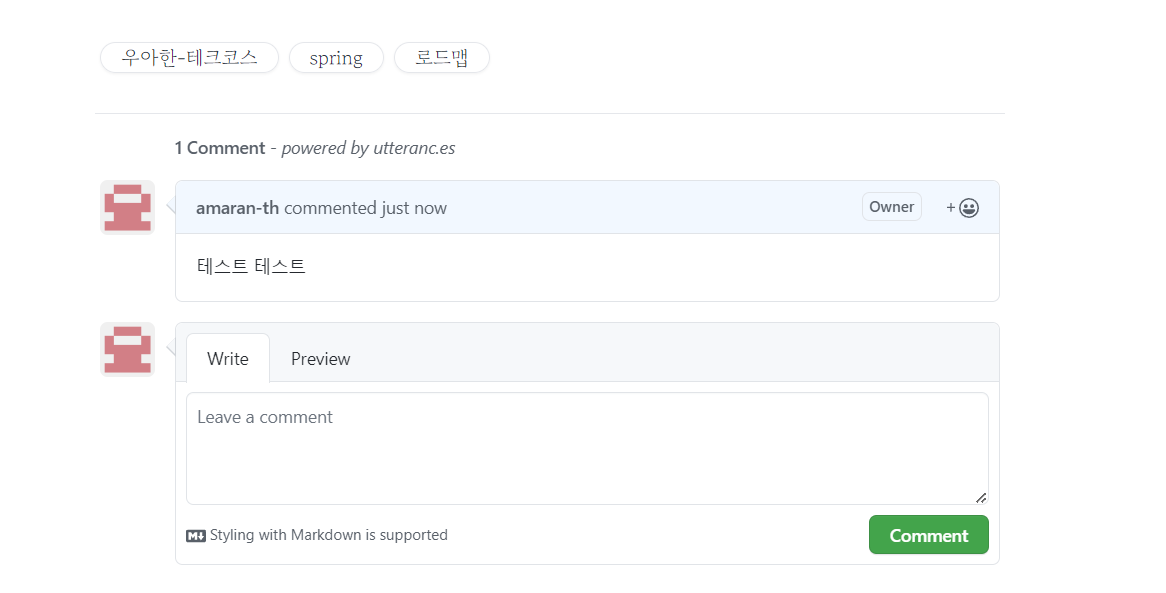 우아한-테크코스 spring 로드맵
1 Comment - powered by utteranc.es
amaran-th commented just now Owner +
테스트 테스트
Write Preview
Leave a comment
M↓ Styling with Markdown is supported Comment